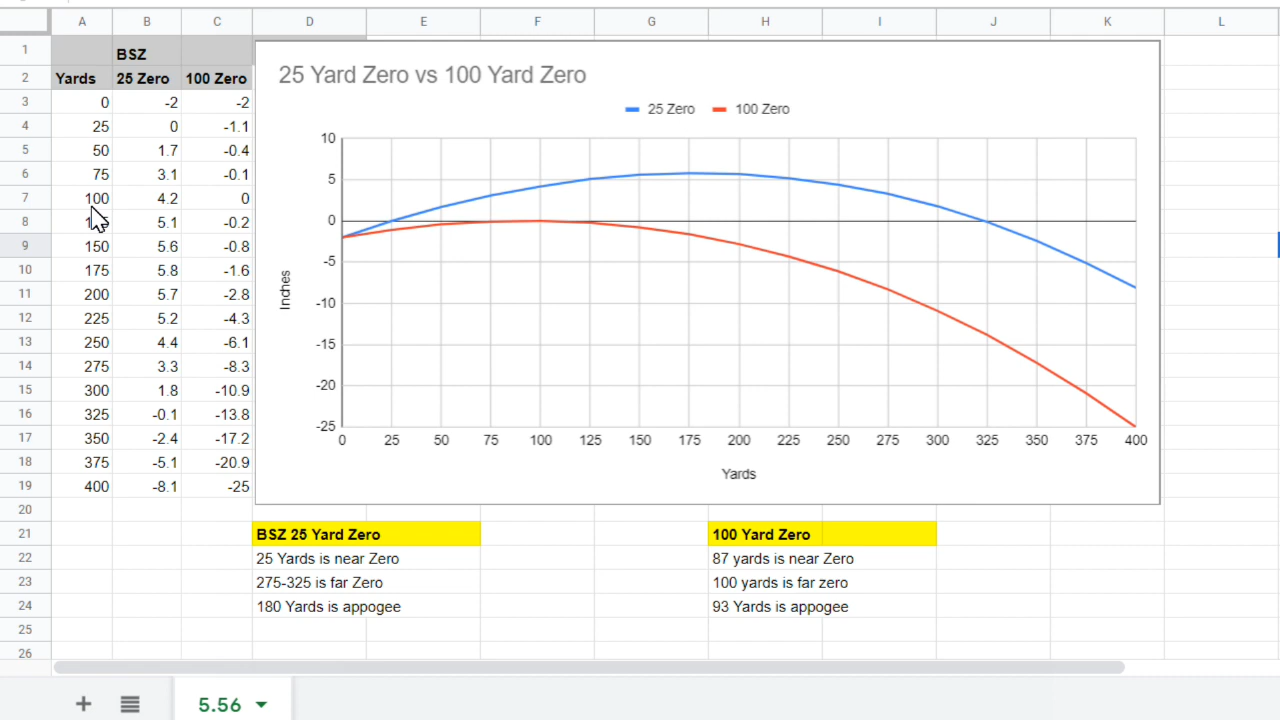 A B C D E F G H I J K L
1 BSZ
2 Yards 25 Zero 100 Zero
3 0 -2 -2
4 25 0 -1.1
5 50 1.7 -0.4
6 75 3.1 -0.1
7 100 4.2 0
8 5.1 -0.2
9 150 5.6 -0.8
10 175 5.8 -1.6
11 200 5.7 -2.8
12 225 5.2 -4.3
13 250 4.4 -6.1
14 275 3.3 -8.3
15 300 1.8 -10.9
16 325 -0.1 -13.8
17 350 -2.4 -17.2
18 375 -5.1 -20.9
19 400 -8.1 -25
20
25 Yard Zero vs 100 Yard Zero
25 Zero 100 Zero
10
5
0
-5
-10
-15
-20
-25
Inches
0 25 50 75 100 125 150 175 200 225 250 275 300 325 350 375 400
Yards
21 BSZ 25 Yard Zero 100 Yard Zero
22 25 Yards is near Zero 87 yards is near Zero
23 275-325 is far Zero 100 yards is far zero
24 180 Yards is appogee 93 Yards is appogee
25
26
5.56